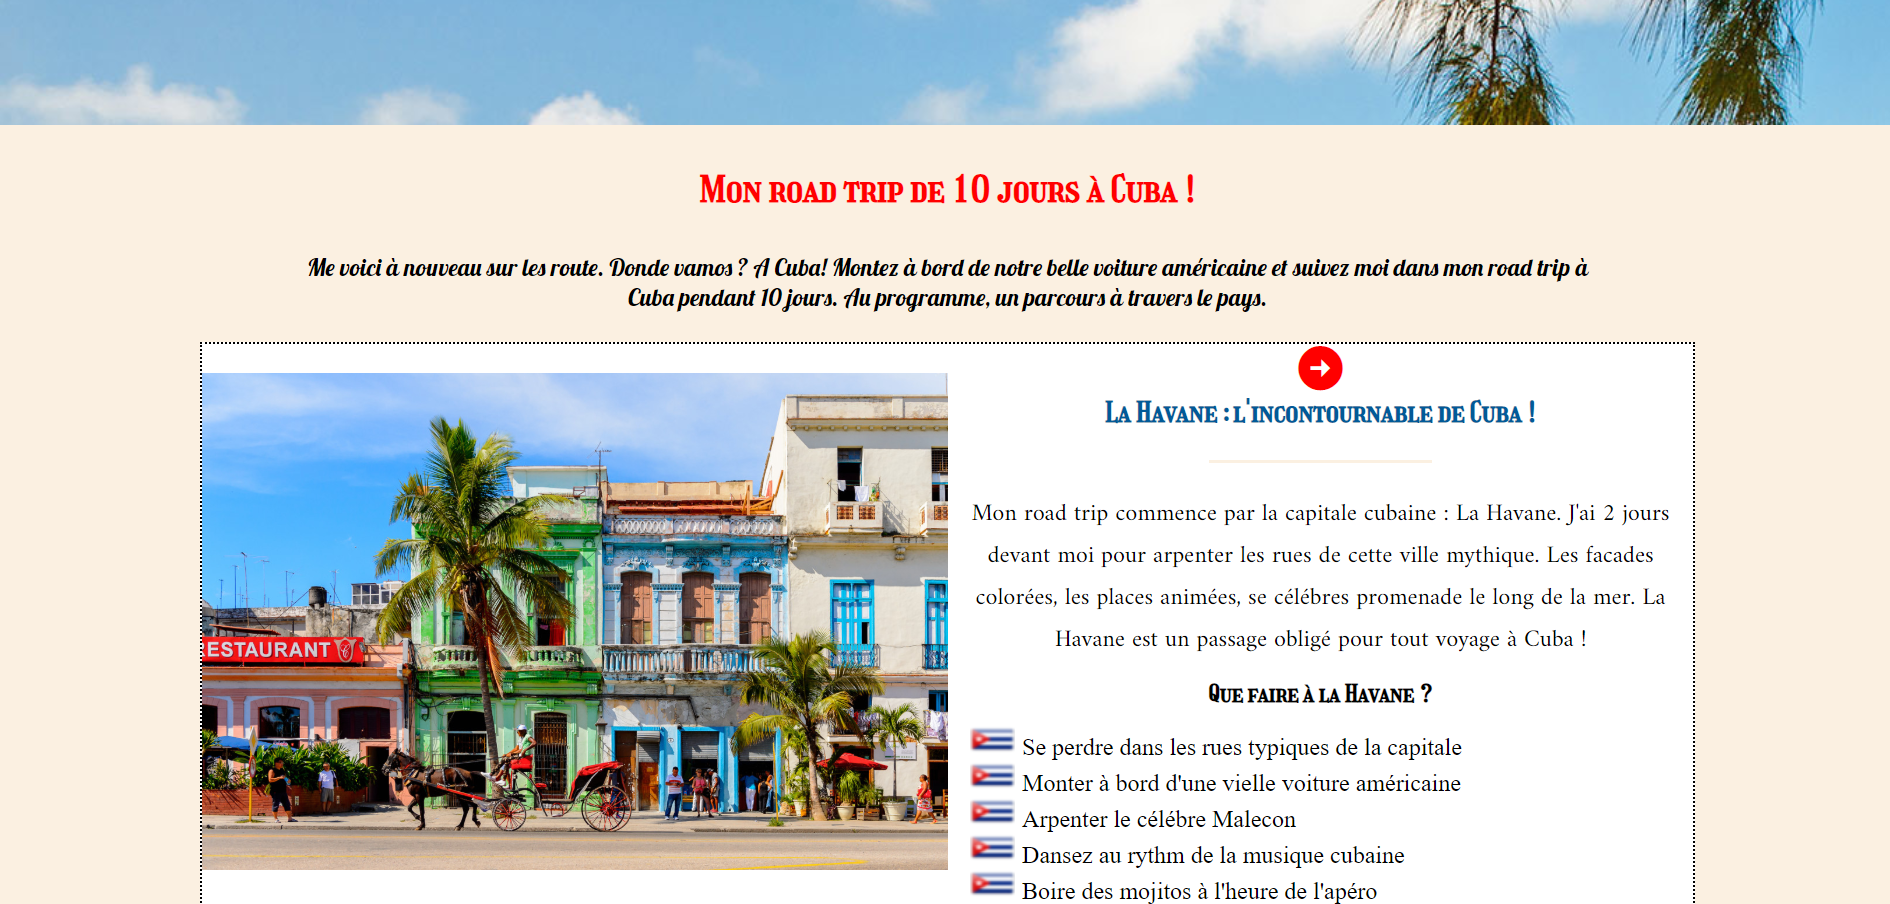 Mon road trip de 10 jours à Cuba !
Me voici à nouveau sur les route. Donde vamos ? A Cuba! Montez à bord de notre belle voiture américaine et suivez moi dans mon road trip à
Cuba pendant 10 jours. Au programme, un parcours à travers le pays.
La Havane : l'incontournable de Cuba !
Mon road trip commence par la capitale cubaine : La Havane. J'ai 2 jours
devant moi pour arpenter les rues de cette ville mythique. Les facades
colorées, les places animées, se célébres promenade le long de la mer. La
Havane est un passage obligé pour tout voyage à Cuba !
ESTAURANT
Que faire à la Havane ?
Se perdre dans les rues typiques de la capitale
Monter à bord d'une vielle voiture américaine
Arpenter le célébre Malecon
Dansez au rythm de la musique cubaine
Boire des mojitos à l'heure de l'apéro